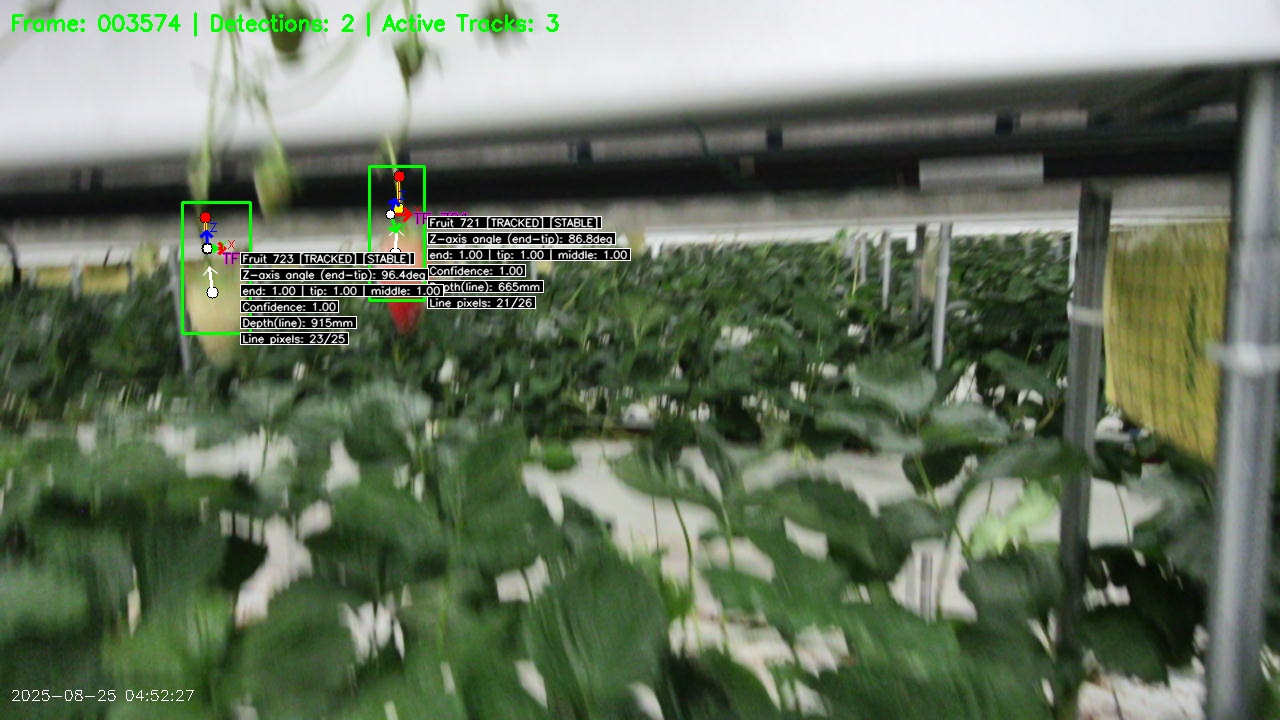 Frame: 003574 | Detections: 2 | Active Tracks: 3
Fruit 721 [TRACKED] [STABLE]
Z-axis angle (end-tip): 86.8deg
end: 1.00 | tip: 1.00 | middle: 1.00
Confidence: 1.00
pth(line): 665mm
Line pixels: 21/26
Z
X
TF
Fruit 723 [TRACKED] [STABLE]
Z-axis angle (end-tip): 96.4deg
end: 1.00 | tip: 1.00 | middle: 1.00
Confidence: 1.00
Depth(line): 915mm
Line pixels: 23/25
2025-08-25 04:52:27